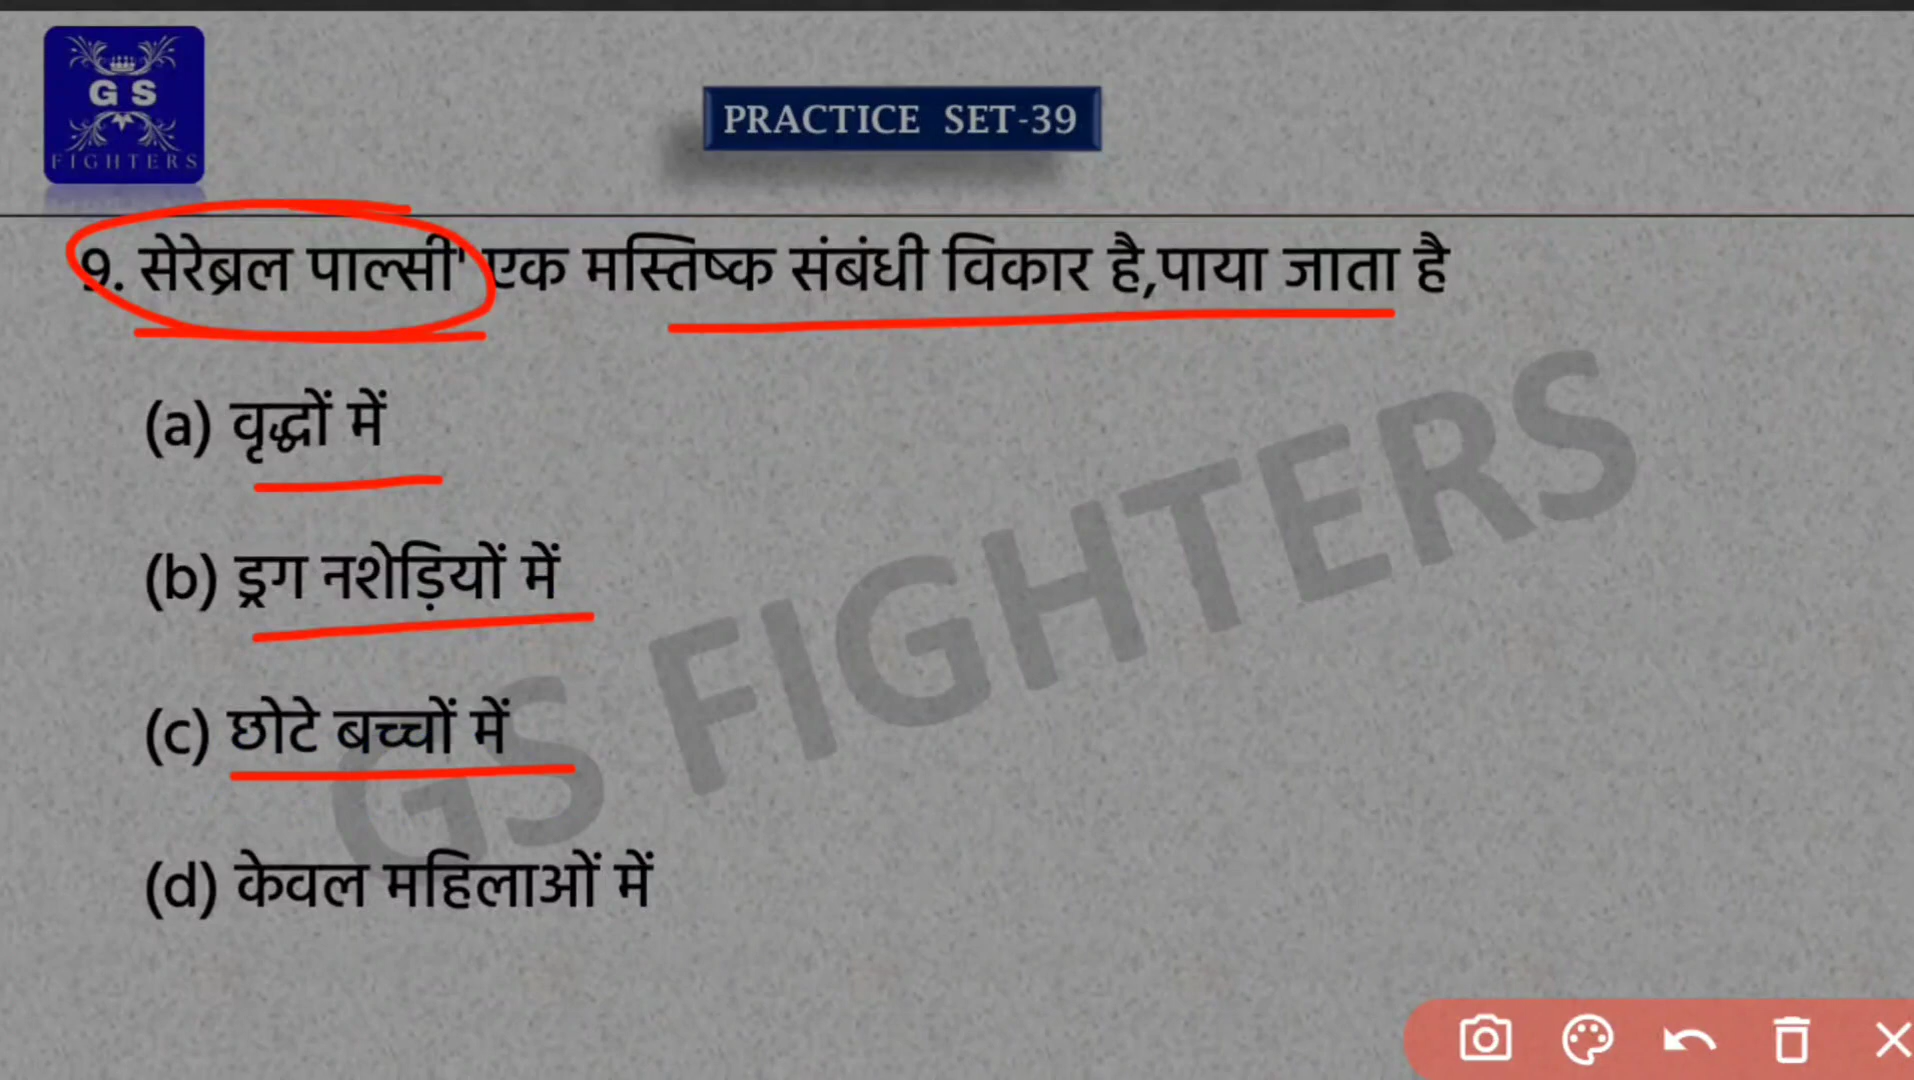 G S
FIGHTERS
PRACTICE SET-39
9. सेरेब्रल पाल्सी' एक मस्तिष्क संबंधी विकार है,पाया जाता है
(a) वृद्धों में
(b) ड्रग नशेड़ियों में
(c) छोटे बच्चों में
(d) केवल महिलाओं में
GS FIGHTERS